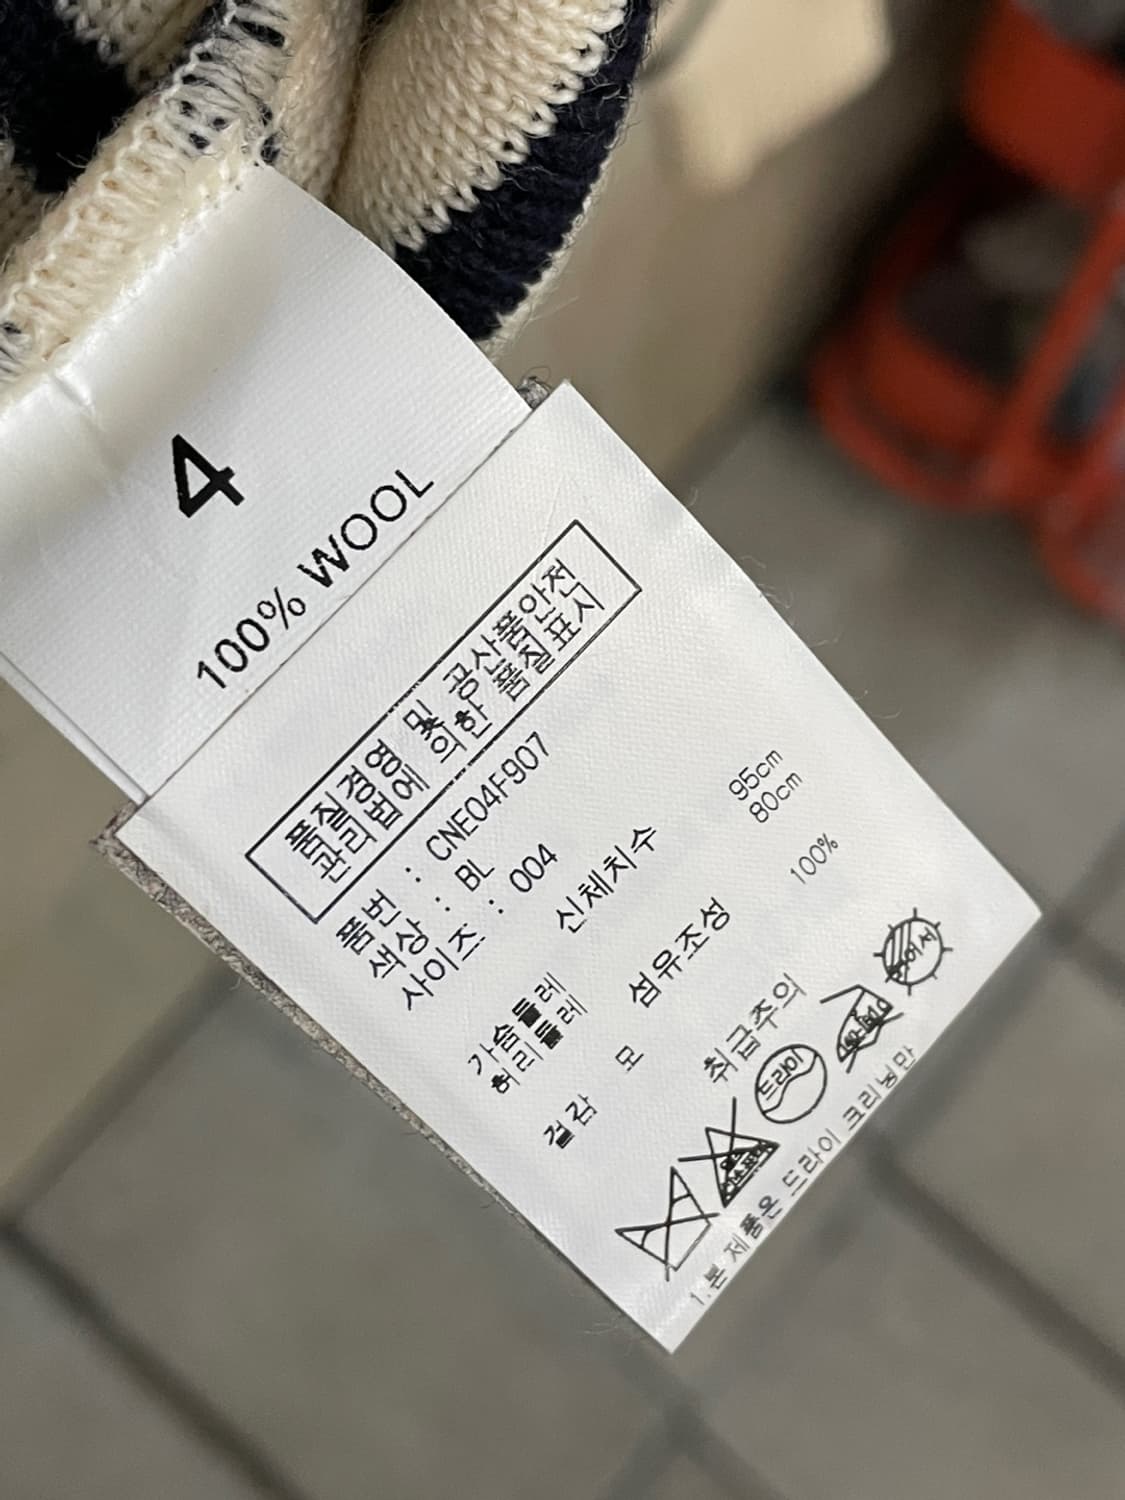 4
100% WOOL
품질경영 및 공산품안전
관리법에 의한 품질표시
품번 : CNE04F907
색상 : BL
사이즈 : 004
신체치수
가슴둘레 95cm
허리둘레 80cm
섬유조성
겉감 모 100%
취급주의
드라이
1.본 제품은 드라이 크리닝만